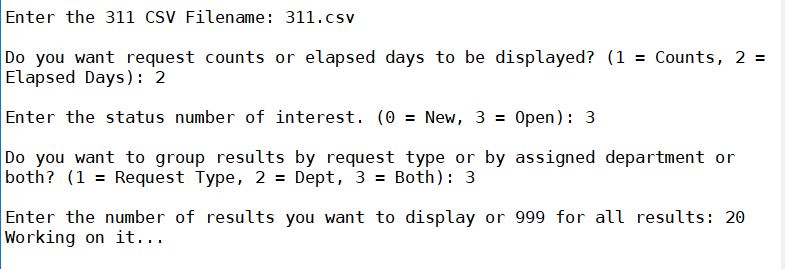 Enter the 311 CSV Filename: 311.csv
Do you want request counts or elapsed days to be displayed? (1 = Counts, 2 =
Elapsed Days): 2
Enter the status number of interest. (0 = New, 3 = Open): 3
Do you want to group results by request type or by assigned department or
both? (1 = Request Type, 2 = Dept, 3 = Both): 3
Enter the number of results you want to display or 999 for all results: 20
Working on it...